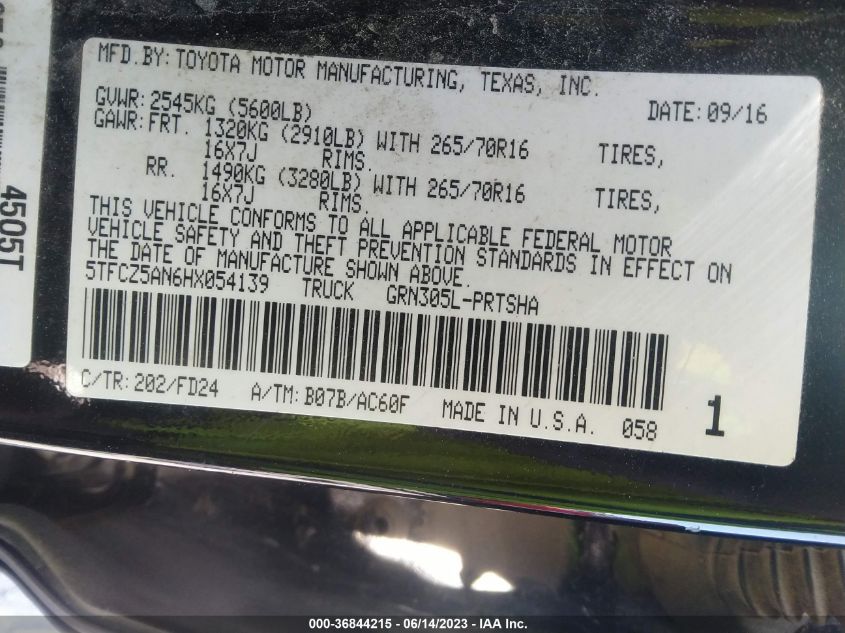 MFD.BY: TOYOTA MOTOR MANUFACTURING, TEXAS, INC.
GVWR: 2545KG (5600LB) DATE: 09/16
GAWR: FRT. 1320KG (2910LB) WITH 265/70R16 TIRES,
16X7J RIMS.
RR. 1490KG (3280LB) WITH 265/70R16 TIRES,
16X7J RIMS.
THIS VEHICLE CONFORMS TO ALL APPLICABLE FEDERAL MOTOR
VEHICLE SAFETY AND THEFT PREVENTION STANDARDS IN EFFECT ON
THE DATE OF MANUFACTURE SHOWN ABOVE.
5TFCZ5AN6HX054139 TRUCK GRN305L-PRTSHA
C/TR: 202/FD24 A/TM: B07B/AC60F MADE IN U.S.A. 058 1
4505T
000-36844215 - 06/14/2023 - IAA Inc.